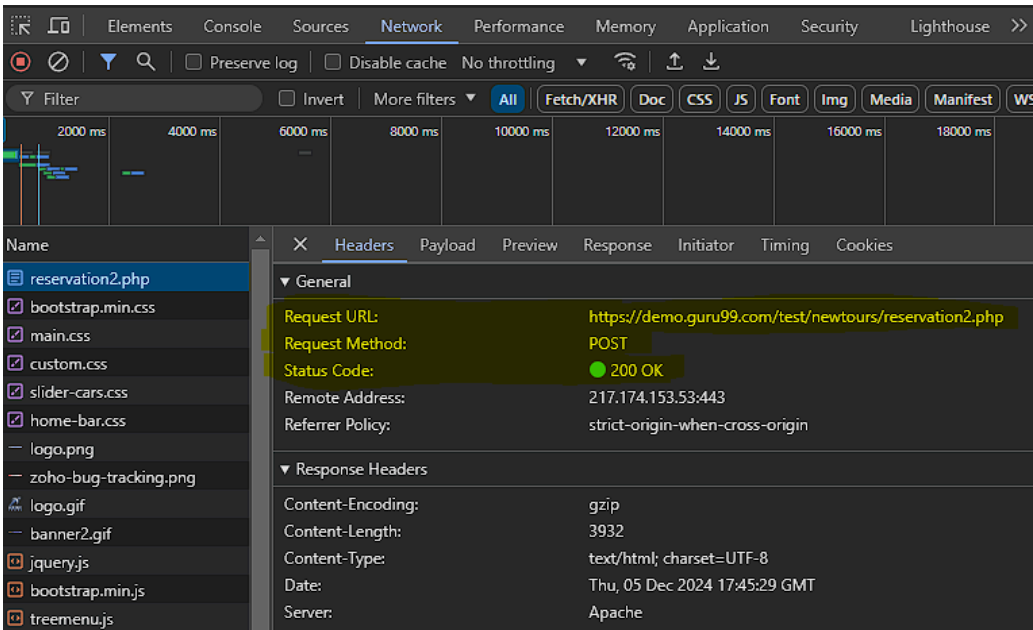 Elements Console Sources Network Performance Memory Application Security Lighthouse
Preserve log Disable cache No throttling
Filter Invert More filters All Fetch/XHR Doc CSS JS Font Img Media Manifest WS
2000 ms 4000 ms 6000 ms 8000 ms 10000 ms 12000 ms 14000 ms 16000 ms 18000 ms
Name
reservation2.php
bootstrap.min.css
main.css
custom.css
slider-cars.css
home-bar.css
logo.png
zoho-bug-tracking.png
logo.gif
banner2.gif
jquery.js
bootstrap.min.js
treemenu.js
Headers Payload Preview Response Initiator Timing Cookies
General
Request URL: https://demo.guru99.com/test/newtours/reservation2.php
Request Method: POST
Status Code: 200 OK
Remote Address: 217.174.153.53:443
Referrer Policy: strict-origin-when-cross-origin
Response Headers
Content-Encoding: gzip
Content-Length: 3932
Content-Type: text/html; charset=UTF-8
Date: Thu, 05 Dec 2024 17:45:29 GMT
Server: Apache